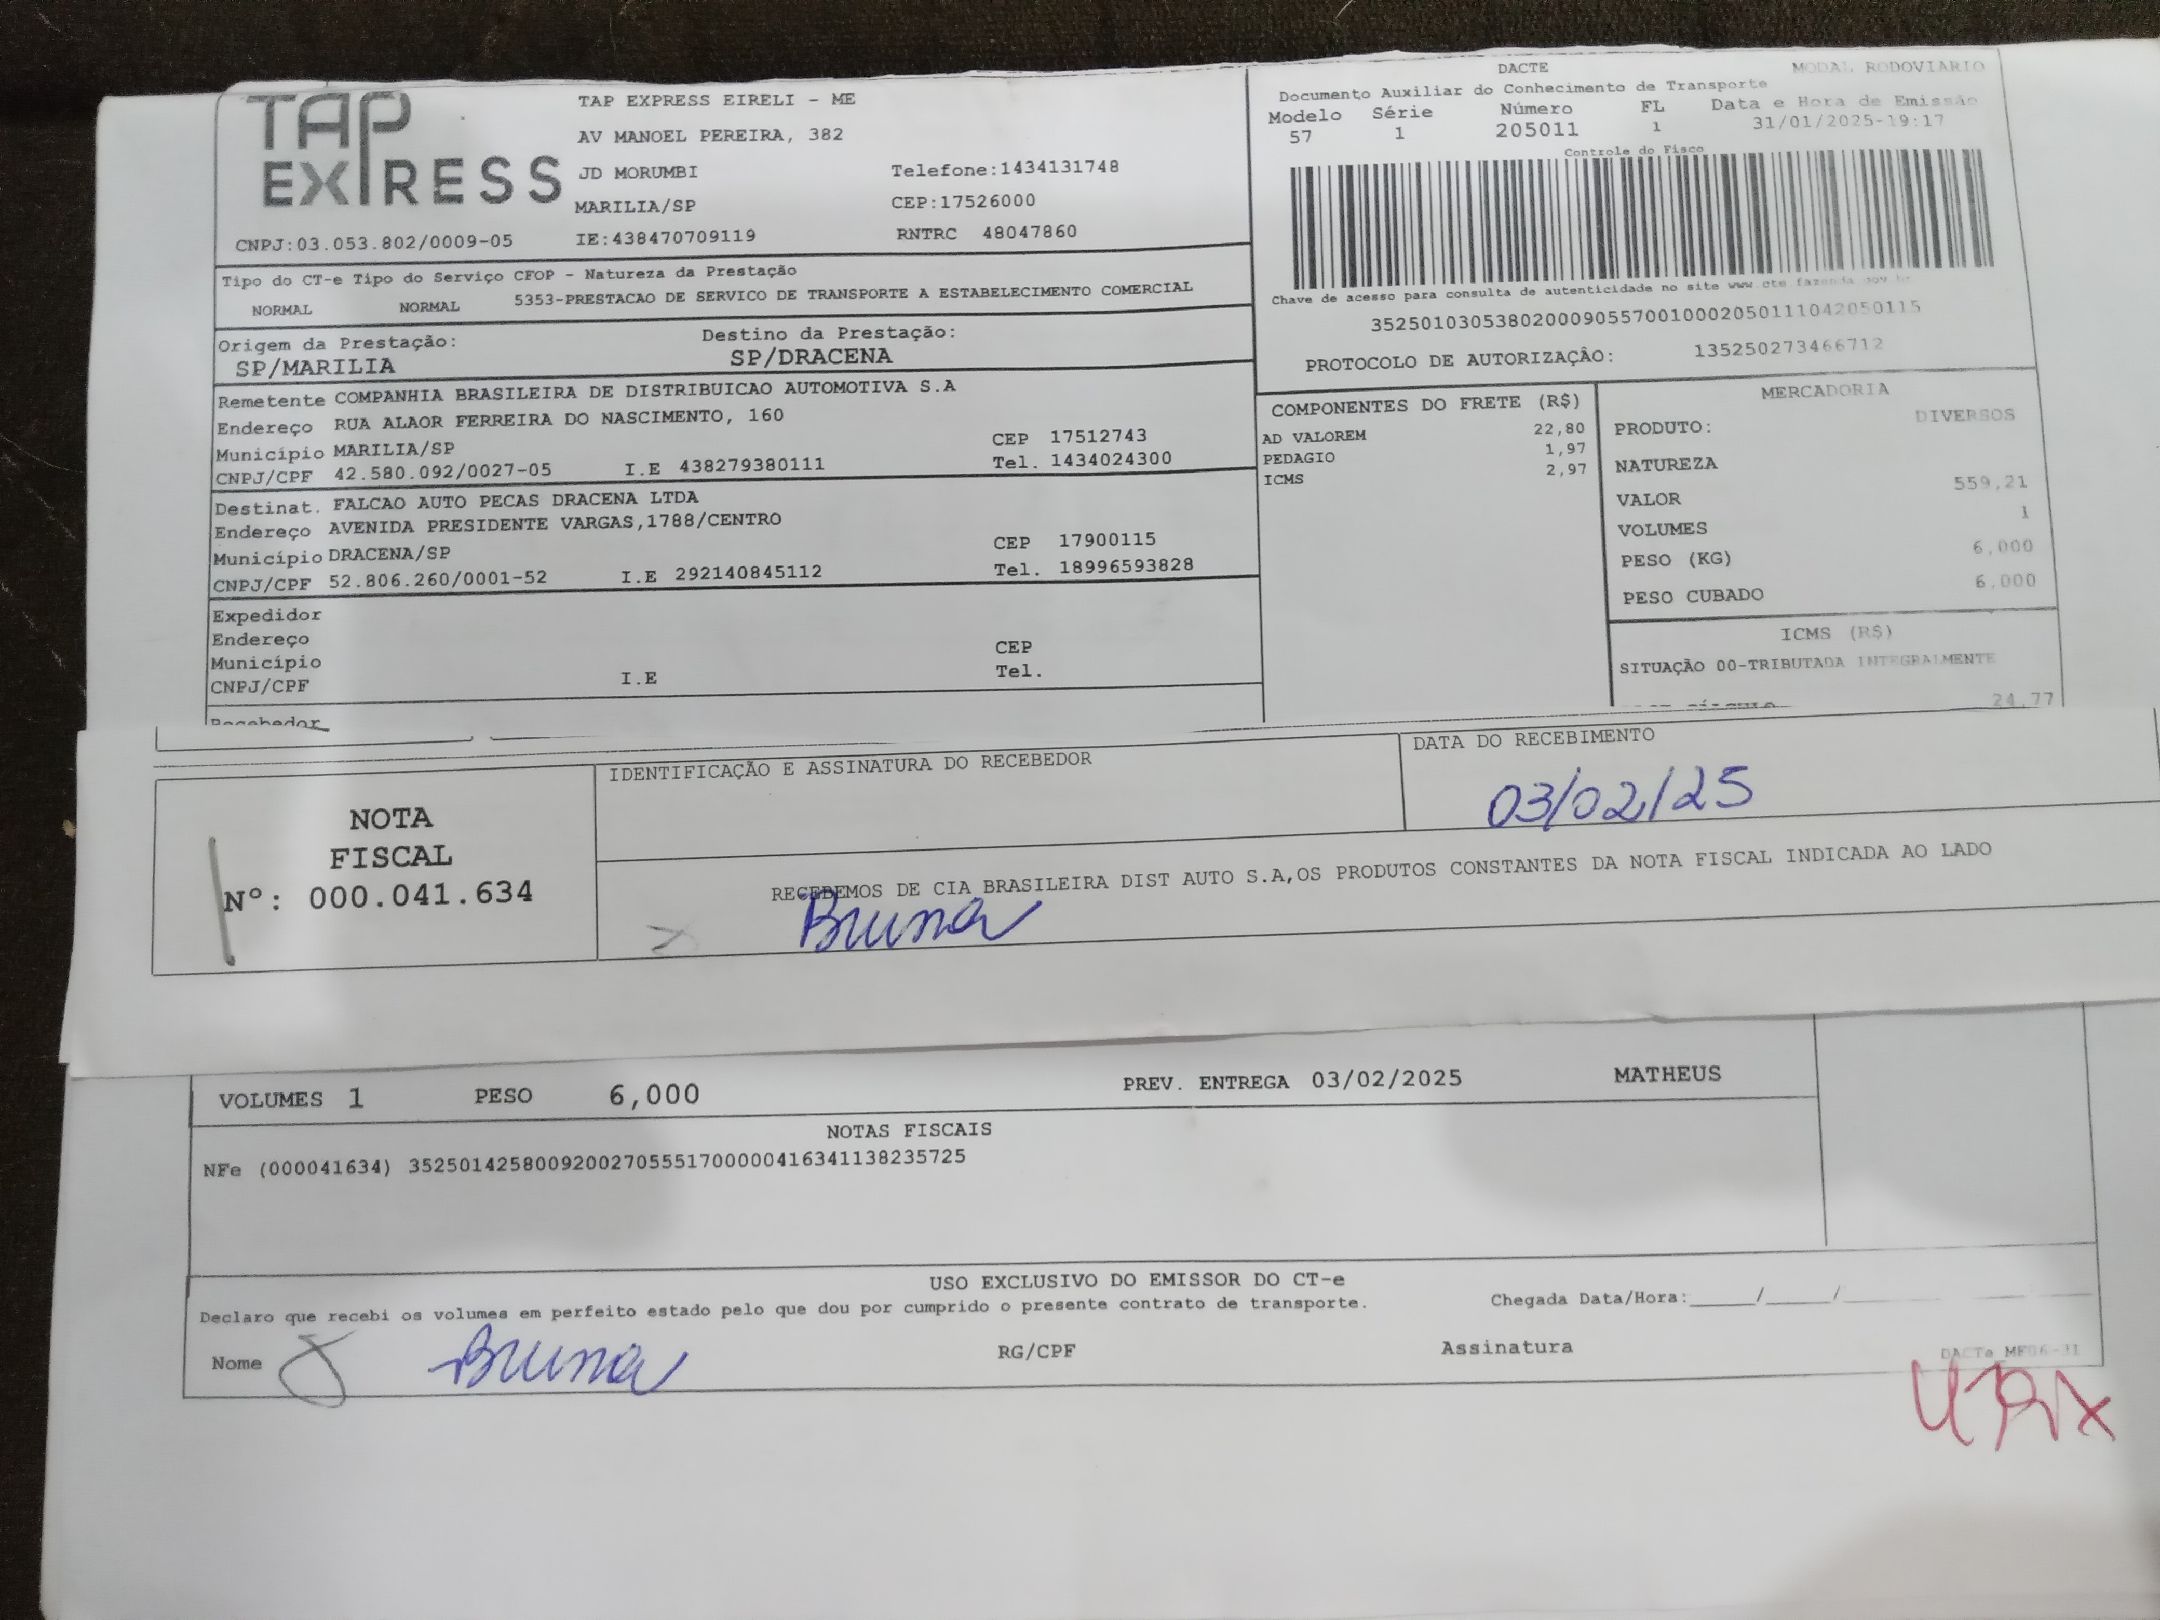 TAP EXPRESS
TAP EXPRESS EIRELI - ME
AV MANOEL PEREIRA, 382
JD MORUMBI Telefone:1434131748
MARILIA/SP CEP:17526000
CNPJ:03.053.802/0009-05 IE:438470709119 RNTRC 48047860
DACTE MODAL RODOVIARIO
Documento Auxiliar do Conhecimento de Transporte
Modelo Série Número FL Data e Hora de Emissão
57 1 205011 1 31/01/2025-19:17
Controle do Fisco
Chave de acesso para consulta de autenticidade no site www.cte.fazenda.gov.br
35250103053802000905570010002050111042050115
PROTOCOLO DE AUTORIZAÇÃO: 135250273466712
Tipo do CT-e Tipo do Serviço CFOP - Natureza da Prestação
NORMAL NORMAL 5353-PRESTACAO DE SERVICO DE TRANSPORTE A ESTABELECIMENTO COMERCIAL
Origem da Prestação: Destino da Prestação:
SP/MARILIA SP/DRACENA
Remetente COMPANHIA BRASILEIRA DE DISTRIBUICAO AUTOMOTIVA S.A
Endereço RUA ALAOR FERREIRA DO NASCIMENTO, 160
Município MARILIA/SP CEP 17512743
CNPJ/CPF 42.580.092/0027-05 I.E 438279380111 Tel. 1434024300
Destinat. FALCAO AUTO PECAS DRACENA LTDA
Endereço AVENIDA PRESIDENTE VARGAS,1788/CENTRO
Município DRACENA/SP CEP 17900115
CNPJ/CPF 52.806.260/0001-52 I.E 292140845112 Tel. 18996593828
Expedidor
Endereço
Município CEP
CNPJ/CPF I.E Tel.
Recebedor
COMPONENTES DO FRETE (R$)
AD VALOREM 22,80
PEDAGIO 1,97
ICMS 2,97
MERCADORIA
PRODUTO: DIVERSOS
NATUREZA
VALOR 559,21
VOLUMES 1
PESO (KG) 6,000
PESO CUBADO 6,000
ICMS (R$)
SITUAÇÃO 00-TRIBUTADA INTEGRALMENTE
24,77
NOTA
FISCAL
Nº: 000.041.634
IDENTIFICAÇÃO E ASSINATURA DO RECEBEDOR
DATA DO RECEBIMENTO
03/02/25
RECEBEMOS DE CIA BRASILEIRA DIST AUTO S.A,OS PRODUTOS CONSTANTES DA NOTA FISCAL INDICADA AO LADO
Bruna
VOLUMES 1 PESO 6,000 PREV. ENTREGA 03/02/2025 MATHEUS
NOTAS FISCAIS
NFe (000041634) 35250142580092002705551700000416341138235725
USO EXCLUSIVO DO EMISSOR DO CT-e
Declaro que recebi os volumes em perfeito estado pelo que dou por cumprido o presente contrato de transporte. Chegada Data/Hora:_____/_____/
Nome Bruna RG/CPF Assinatura